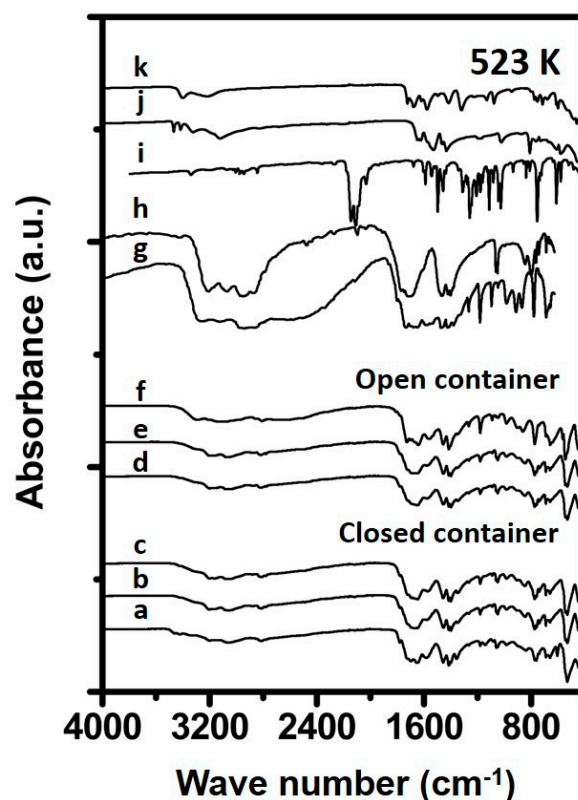 523 K
k
j
i
h
g
Open container
f
e
d
Closed container
c
b
a
Absorbance (a.u.)
4000 3200 2400 1600 800
Wave number (cm-1)